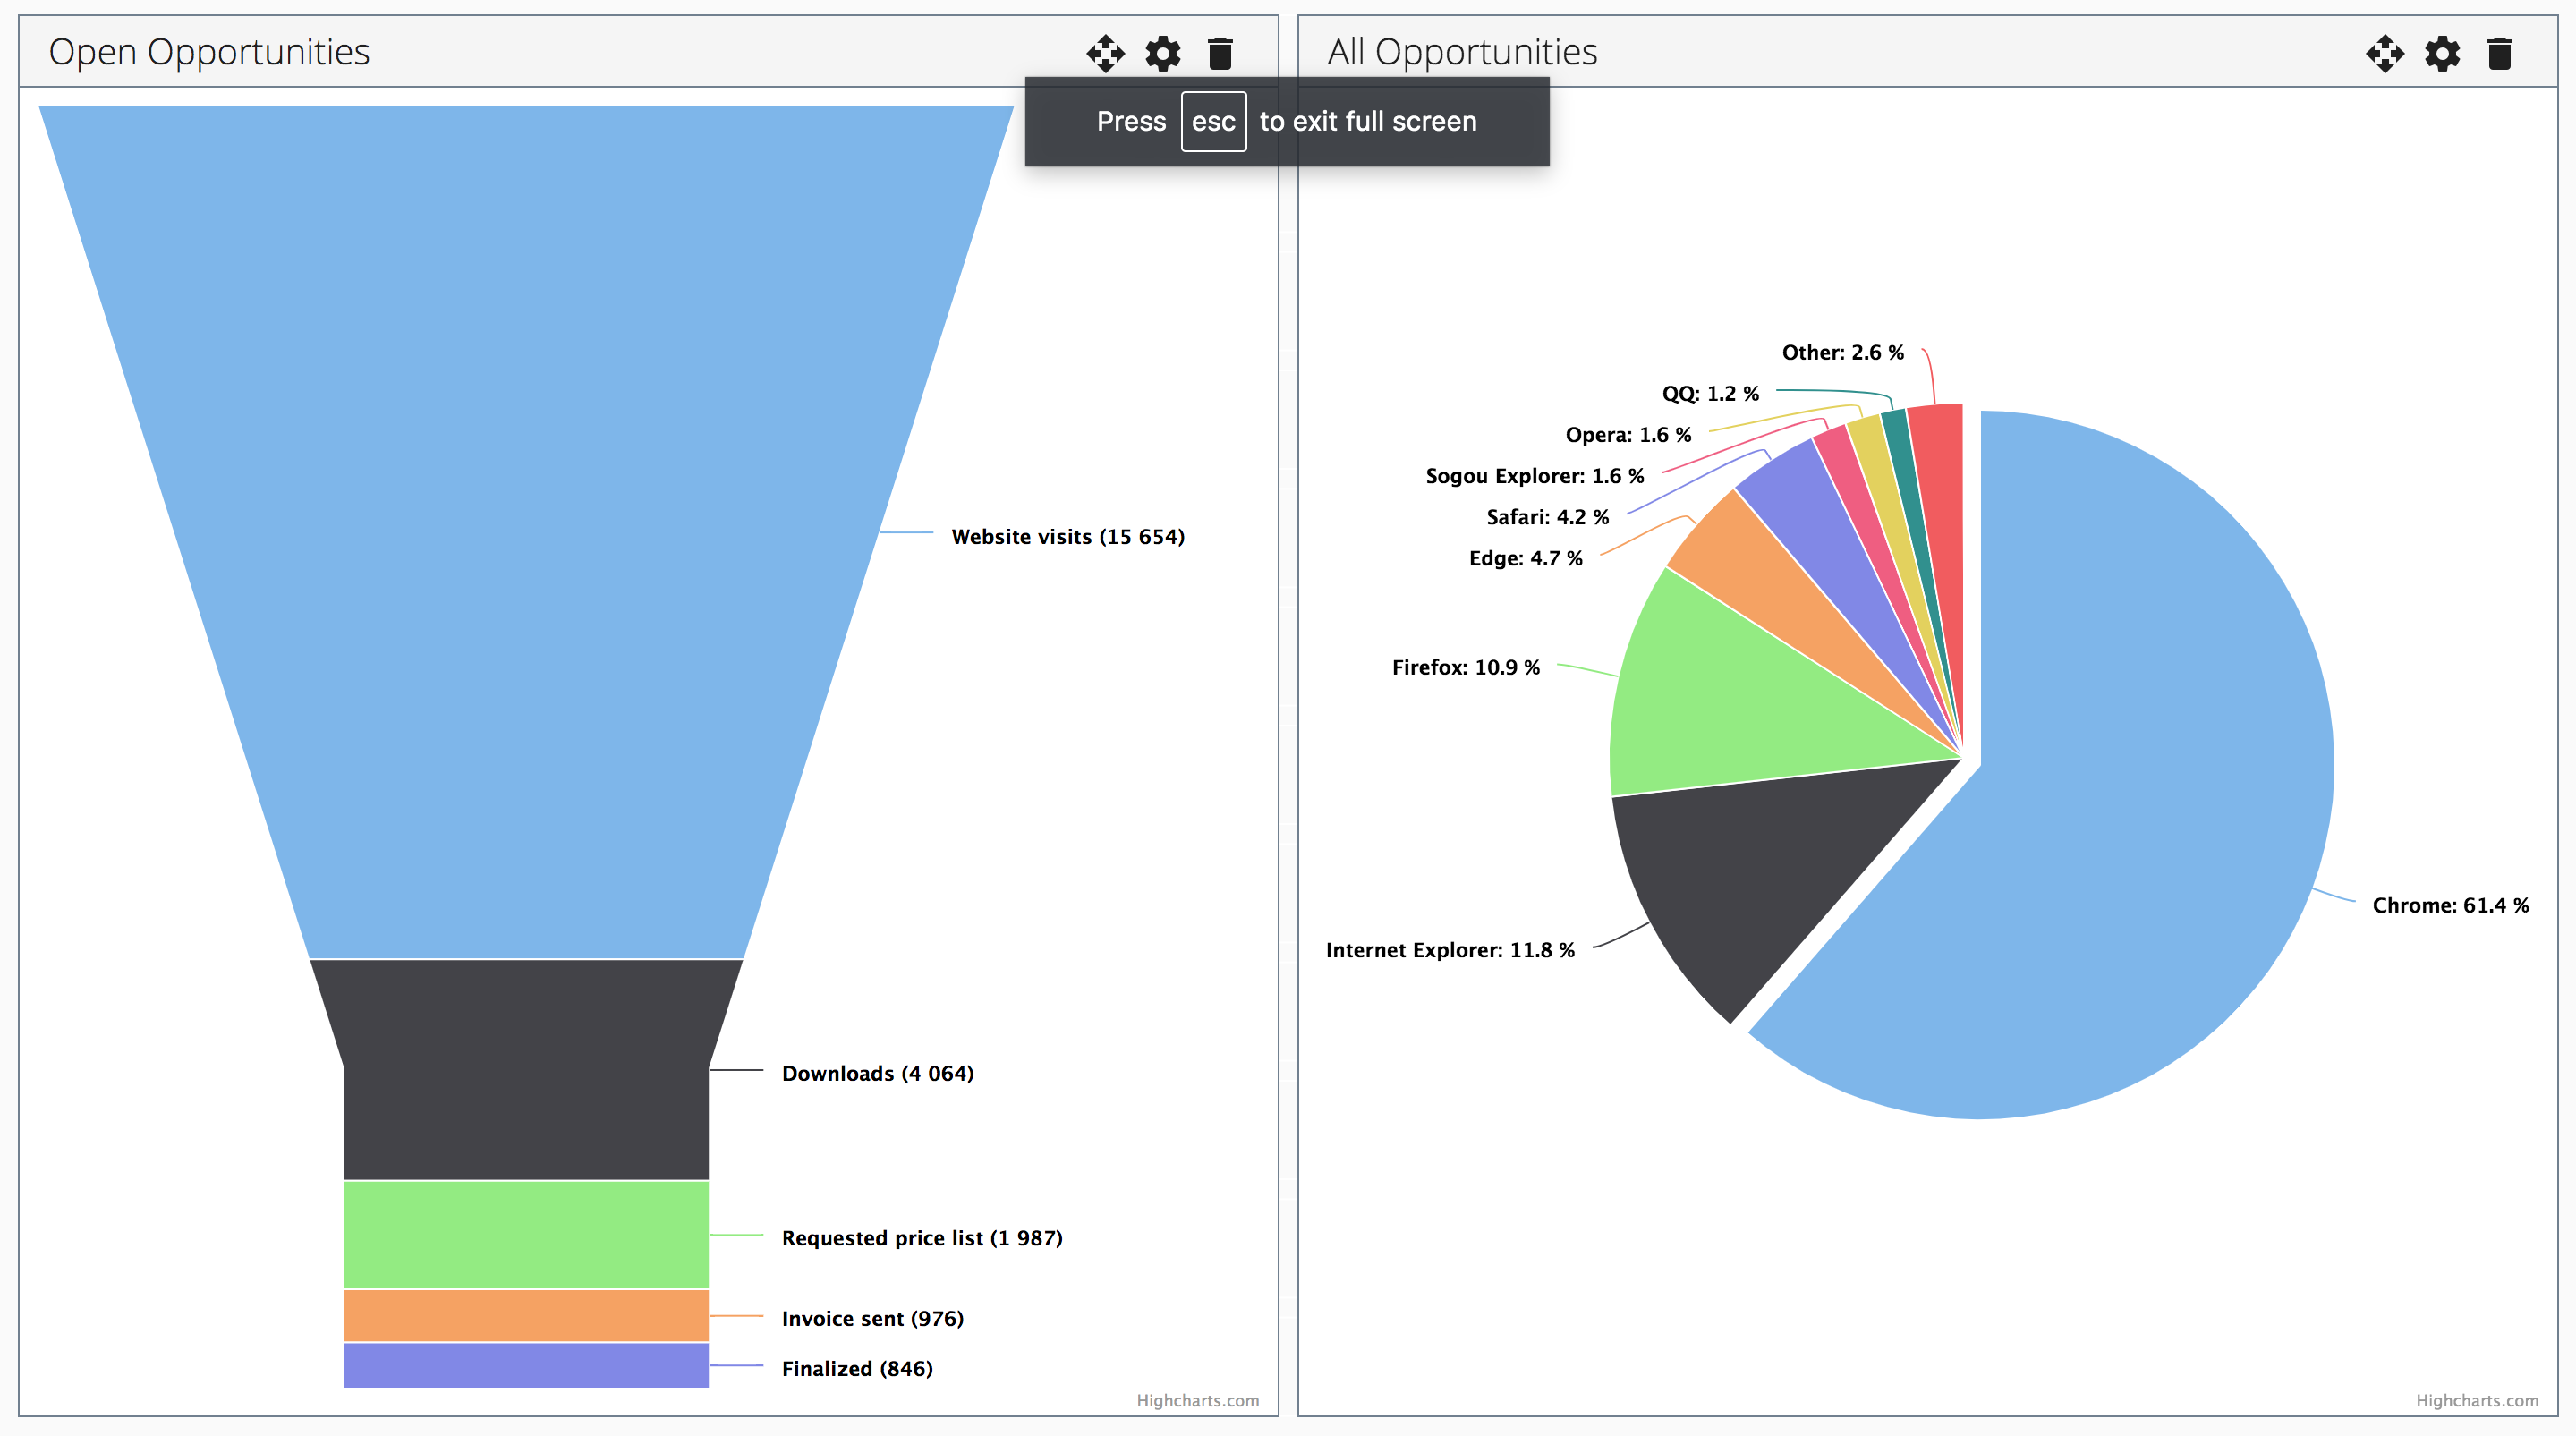 Open Opportunities
Press esc to exit full screen
Website visits (15 654)
Downloads (4 064)
Requested price list (1 987)
Invoice sent (976)
Finalized (846)
Highcharts.com
All Opportunities
Other: 2.6 %
QQ: 1.2 %
Opera: 1.6 %
Sogou Explorer: 1.6 %
Safari: 4.2 %
Edge: 4.7 %
Firefox: 10.9 %
Chrome: 61.4 %
Internet Explorer: 11.8 %
Highcharts.com